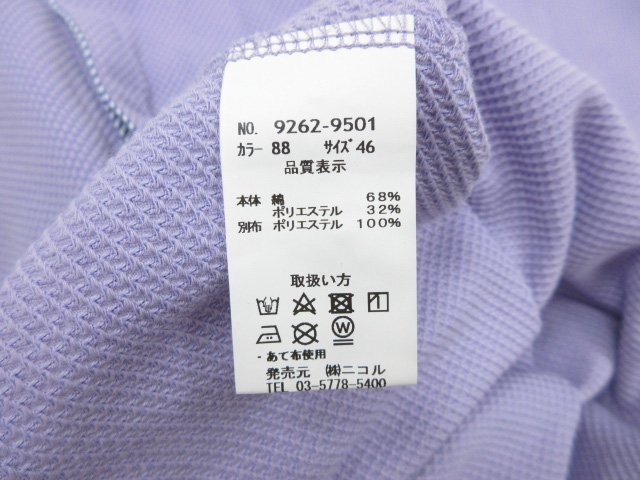 NO. 9262-9501
カラー 88 サイズ 46
品質表示
本体 綿 68%
ポリエステル 32%
別布 ポリエステル 100%
取扱い方
W
- あて布使用
発売元 ㈱ニコル
TEL 03-5778-5400